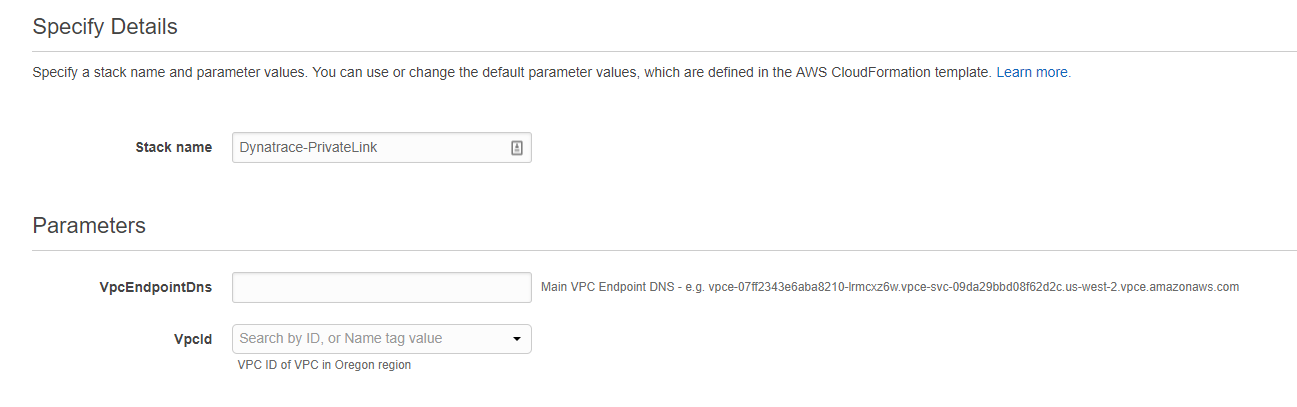 Specify Details
Specify a stack name and parameter values. You can use or change the default parameter values, which are defined in the AWS CloudFormation template. Learn more.
Stack name Dynatrace-PrivateLink
Parameters
VpcEndpointDns Main VPC Endpoint DNS - e.g. vpce-07ff2343e6aba8210-lrmcxz6w.vpce-svc-09da29bbd08f62d2c.us-west-2.vpce.amazonaws.com
VpcId Search by ID, or Name tag value
VPC ID of VPC in Oregon region